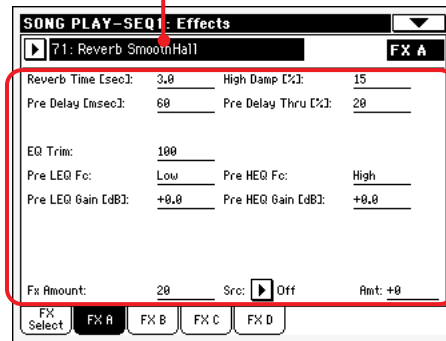 SONG PLAY-SEQ1: Effects
71: Reverb SmoothHall FX A
Reverb Time [sec]: 3.0 High Damp [%]: 15
Pre Delay [msec]: 60 Pre Delay Thru [%]: 20
EQ Trim: 100
Pre LEQ Fc: Low Pre HEQ Fc: High
Pre LEQ Gain [dB]: +0.0 Pre HEQ Gain [dB]: +0.0
Fx Amount: 20 Src: Off Amt: +0
FX Select FX A FX B FX C FX D